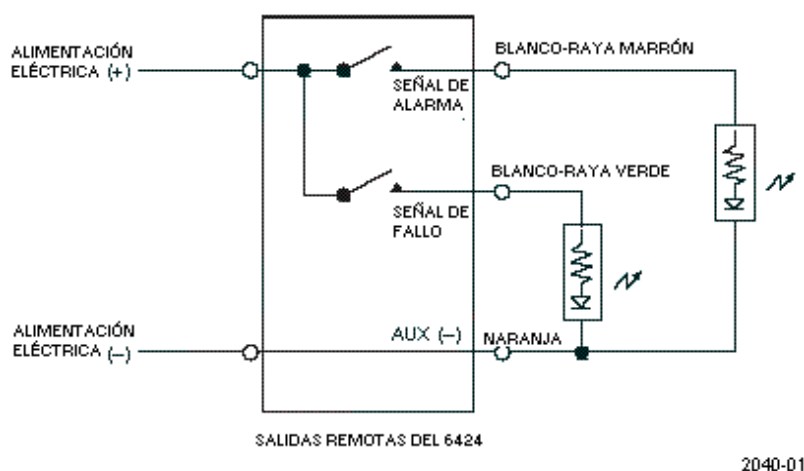 ALIMENTACIÓN
ELÉCTRICA (+)
BLANCO-RAYA MARRÓN
SEÑAL DE
ALARMA
BLANCO-RAYA VERDE
SEÑAL DE
FALLO
ALIMENTACIÓN
ELÉCTRICA (–)
AUX (–)
NARANJA
SALIDAS REMOTAS DEL 6424
2040-01